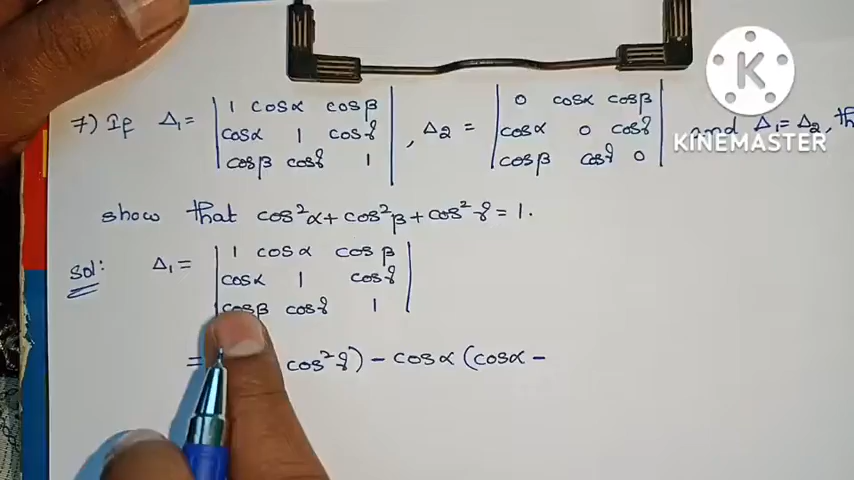 7) If Δ₁ = | 1 cosα cosβ | , Δ₂ = | 0 cosα cosβ |
| cosα 1 cosγ | | cosα 0 cosγ | and Δ₁ = Δ₂,
| cosβ cosγ 1 | | cosβ cosγ 0 |
KINEMASTER
show that cos²α + cos²β + cos²γ = 1.
Sol: Δ₁ = | 1 cosα cosβ |
| cosα 1 cosγ |
| cosβ cosγ 1 |
= cos²γ) – cosα (cosα –